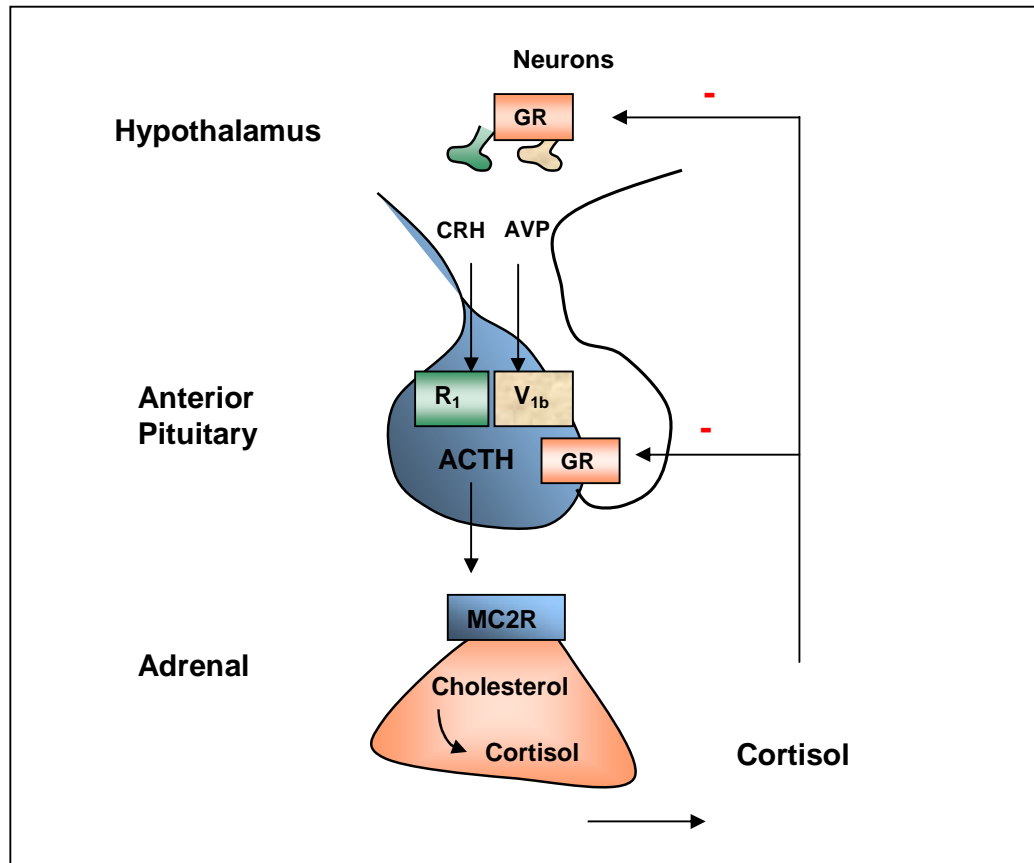 Neurons
-
GR
Hypothalamus
CRH AVP
R1 V1b
Anterior
Pituitary
-
ACTH GR
MC2R
Adrenal
Cholesterol
Cortisol
Cortisol